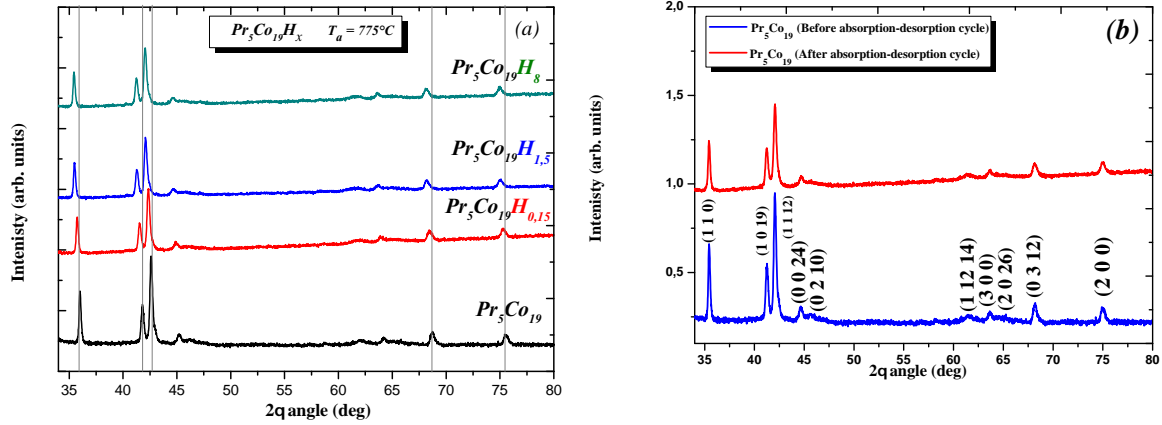 Pr5Co19Hx Ta = 775°C
(a)
Pr5Co19H8
Pr5Co19H1,5
Pr5Co19H0,15
Pr5Co19
Intenisty (arb. units)
35 40 45 50 55 60 65 70 75 80
2q angle (deg)
2,0
1,5
1,0
0,5
Pr5Co19 (Before absorption-desorption cycle)
Pr5Co19 (After absorption-desorption cycle)
(b)
(1 1 0)
(1 0 19)
(1 1 12)
(0 0 24)
(0 2 10)
(1 12 14)
(3 0 0)
(2 0 26)
(0 3 12)
(2 0 0)
Intenisty (arb. units)
35 40 45 50 55 60 65 70 75 80
2q angle (deg)